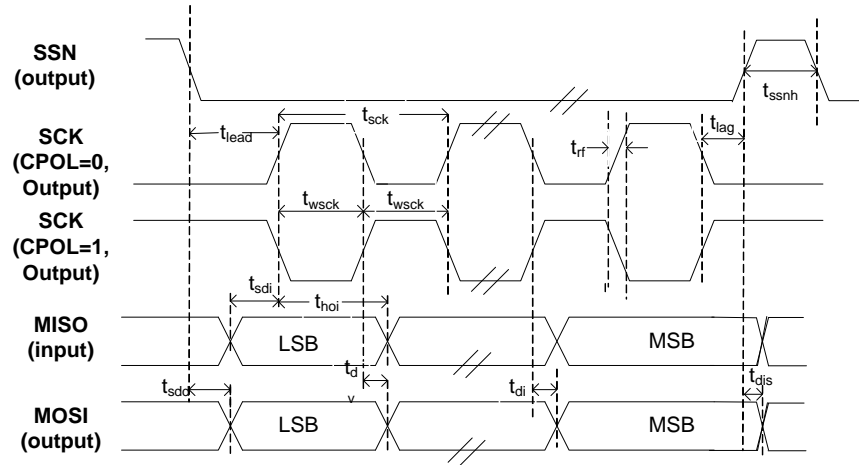 SSN
(output)
t_ssnh
t_sck
t_lead
t_lag
SCK
(CPOL=0,
Output)
t_rf
t_wsck t_wsck
SCK
(CPOL=1,
Output)
t_sdi
t_hoi
MISO
(input)
LSB MSB
t_d
v
t_sdd
t_di
t_dis
MOSI
(output)
LSB MSB